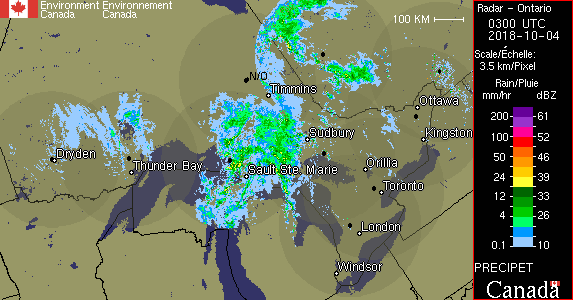 Environment Environnement
Canada Canada
Radar - Ontario
0300 UTC
2018-10-04
100 KM
Scale/Échelle:
3.5 km/Pixel
Rain/Pluie
mm/hr dBZ
200 61
100 56
100 52
50 46
24 39
12 33
4 26
1 20
0.1 10
PRECIPET
Canada
N/O
Timmins
Ottawa
Sudbury
Kingston
Dryden
Thunder Bay
Sault Ste. Marie
Orillia
Toronto
London
Windsor